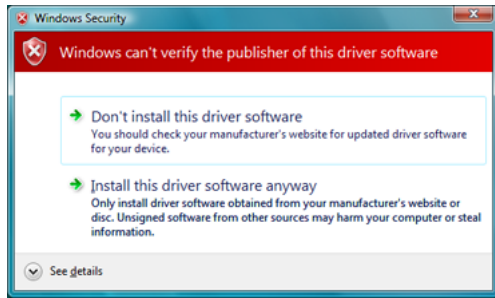 Windows Security
Windows can't verify the publisher of this driver software
Don't install this driver software
You should check your manufacturer's website for updated driver software
for your device.
Install this driver software anyway
Only install driver software obtained from your manufacturer's website or
disc. Unsigned software from other sources may harm your computer or steal
information.
See details